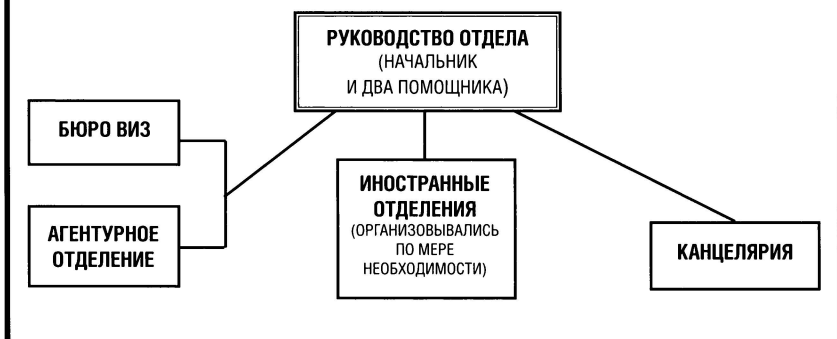 РУКОВОДСТВО ОТДЕЛА
(НАЧАЛЬНИК
И ДВА ПОМОЩНИКА)
БЮРО ВИЗ
АГЕНТУРНОЕ
ОТДЕЛЕНИЕ
ИНОСТРАННЫЕ
ОТДЕЛЕНИЯ
(ОРГАНИЗОВЫВАЛИСЬ
ПО МЕРЕ
НЕОБХОДИМОСТИ)
КАНЦЕЛЯРИЯ